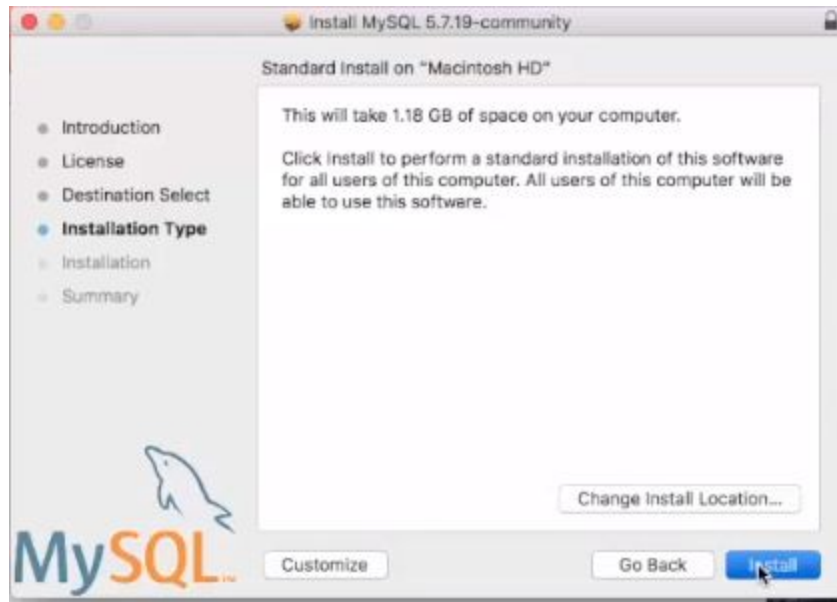 Install MySQL 5.7.19-community
Standard Install on "Macintosh HD"
Introduction
License
Destination Select
Installation Type
Installation
Summary
This will take 1.18 GB of space on your computer.
Click Install to perform a standard installation of this software
for all users of this computer. All users of this computer will be
able to use this software.
Change Install Location...
MySQL
Customize
Go Back
Install